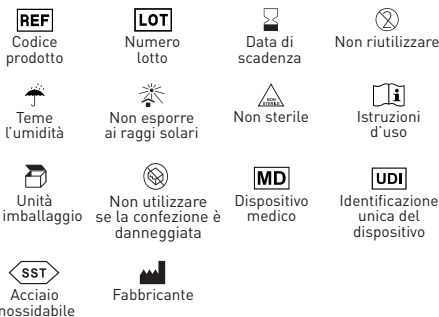 REF
Codice
prodotto
LOT
Numero
lotto
Data di
scadenza
2
Non riutilizzare
Teme
l'umidità
Non esporre
ai raggi solari
NON
STERILE
Non sterile
i
Istruzioni
d'uso
Unità
imballaggio
Non utilizzare
se la confezione è
danneggiata
MD
Dispositivo
medico
UDI
Identificazione
unica del
dispositivo
SST
Acciaio
nossidabile
Fabbricante